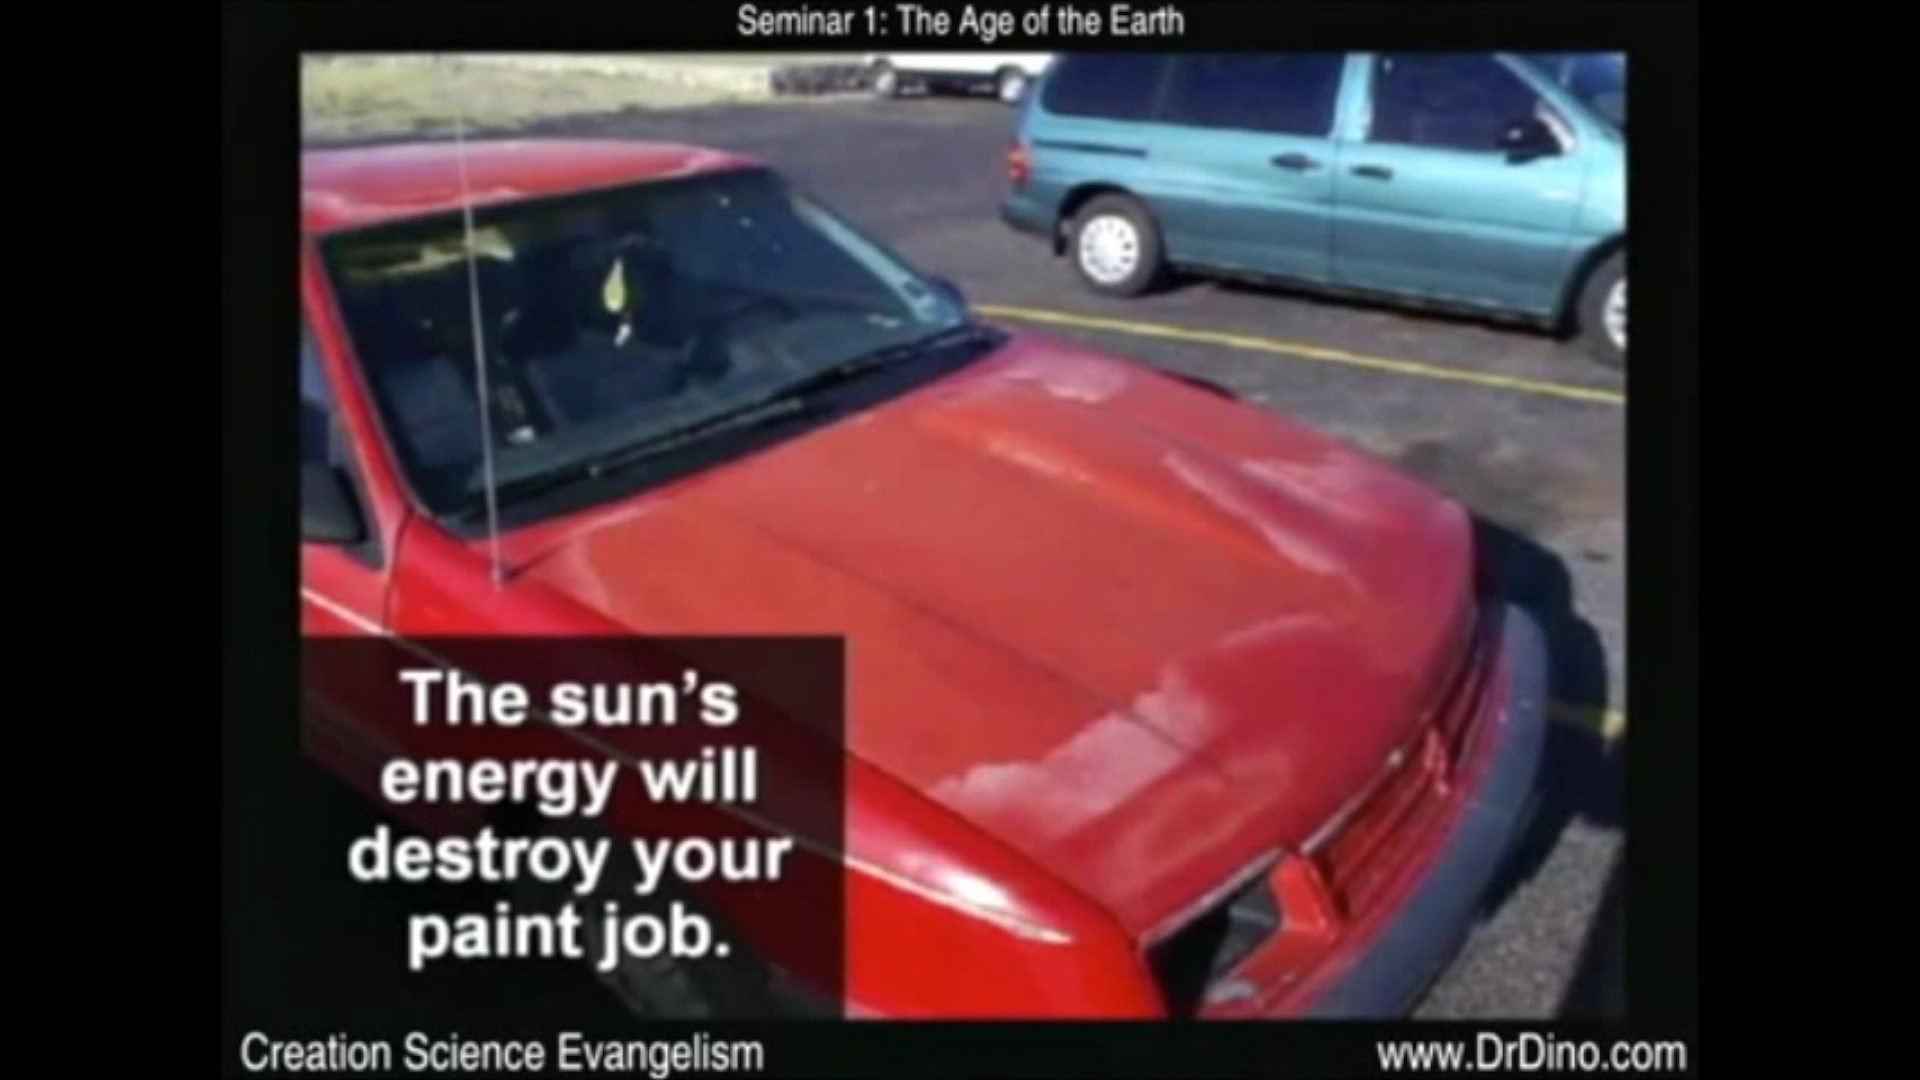 Seminar 1: The Age of the Earth
The sun’s
energy will
destroy your
paint job.
Creation Science Evangelism
www.DrDino.com